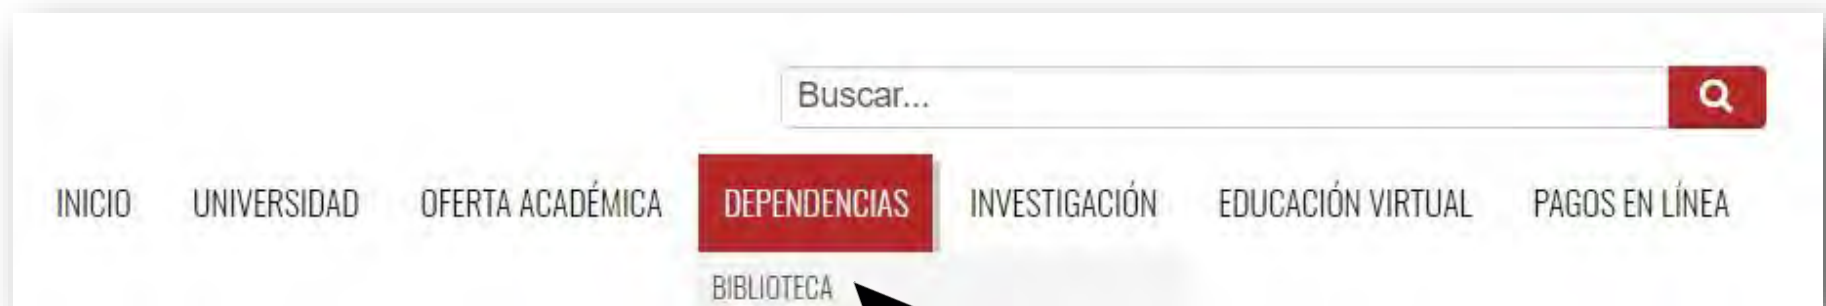 Buscar...
INICIO UNIVERSIDAD OFERTA ACADÉMICA DEPENDENCIAS INVESTIGACIÓN EDUCACIÓN VIRTUAL PAGOS EN LÍNEA
BIBLIOTECA